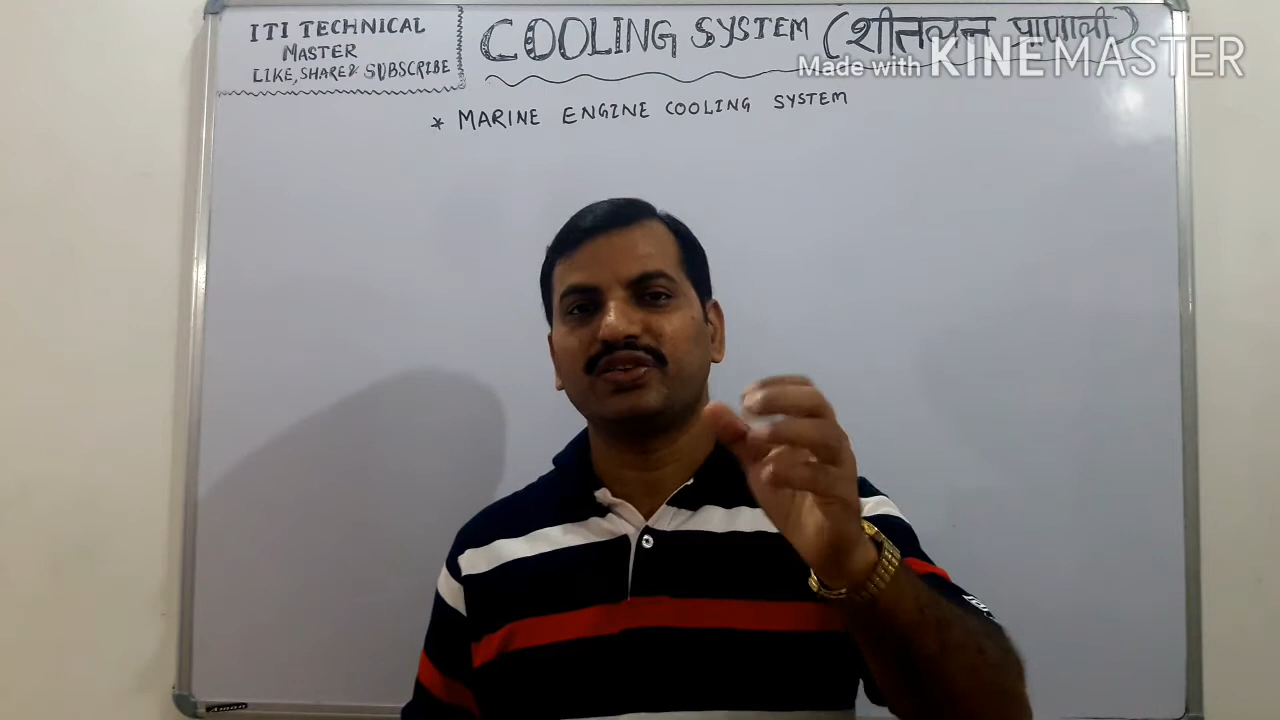 ITI TECHNICAL
MASTER
LIKE, SHARE & SUBSCRIBE
COOLING SYSTEM (शीतलन प्रणाली)
Made with KINEMASTER
* MARINE ENGINE COOLING SYSTEM